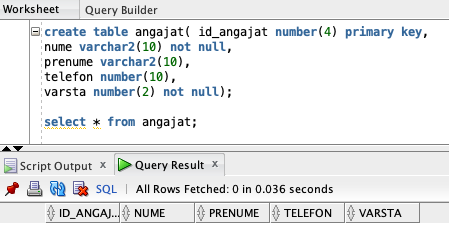 Worksheet Query Builder
create table angajat( id_angajat number(4) primary key,
nume varchar2(10) not null,
prenume varchar2(10),
telefon number(10),
varsta number(2) not null);
select * from angajat;
Script Output x Query Result x
SQL | All Rows Fetched: 0 in 0.036 seconds
ID_ANGAJ... NUME PRENUME TELEFON VARSTA